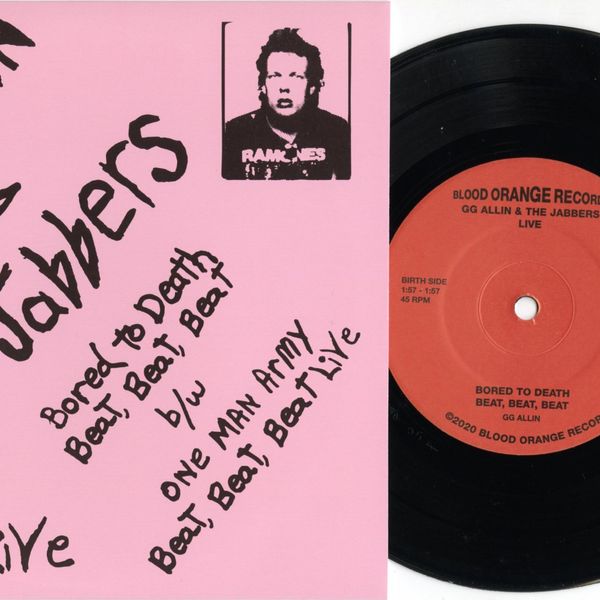 Jabbers
RAMONES
Bored to Death
Beat, Beat, Beat
b/w
ONE MAN ARMY
Beat, Beat, Beat Live
Live
BLOOD ORANGE RECORD
GG ALLIN & THE JABBERS
LIVE
BIRTH SIDE
1:57 - 1:57
45 RPM
BORED TO DEATH
BEAT, BEAT, BEAT
GG ALLIN
©2020 BLOOD ORANGE RECOR